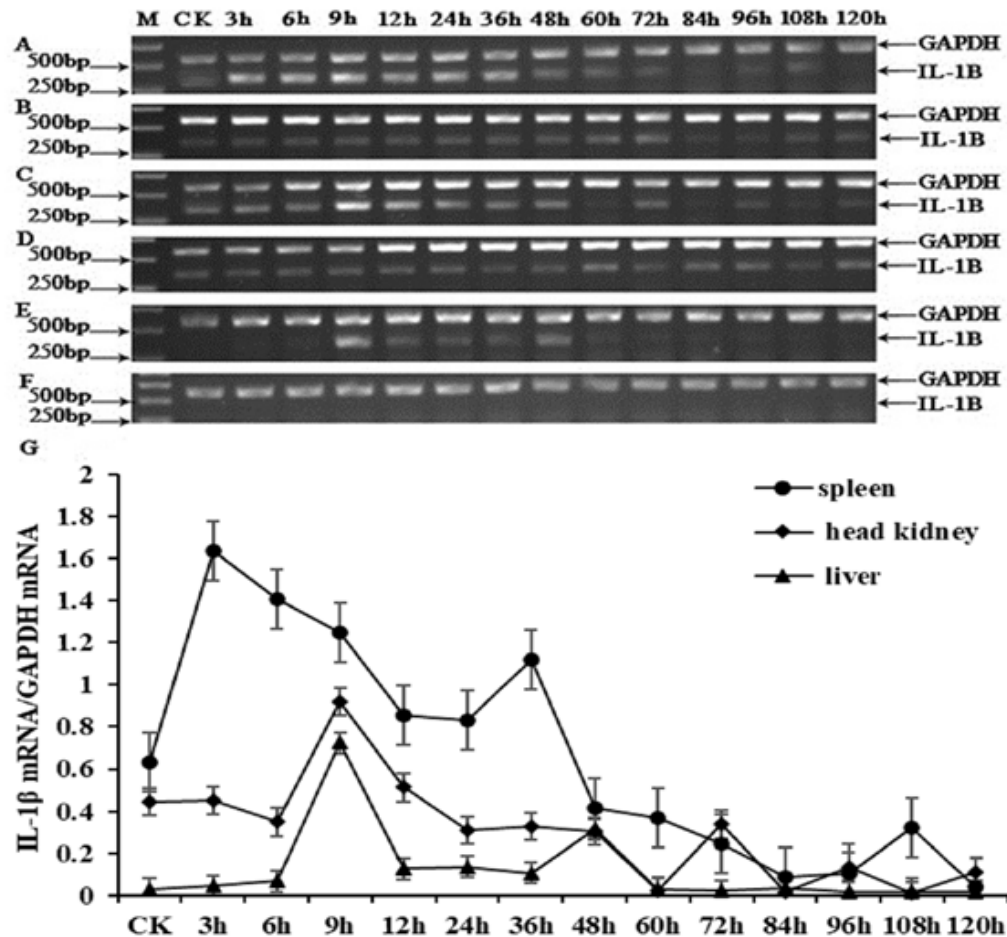 M CK 3h 6h 9h 12h 24h 36h 48h 60h 72h 84h 96h 108h 120h
A
GAPDH
500bp
IL-1B
250bp
B
GAPDH
500bp
IL-1B
250bp
C
GAPDH
500bp
IL-1B
250bp
D
GAPDH
500bp
IL-1B
250bp
E
GAPDH
500bp
IL-1B
250bp
F
GAPDH
500bp
IL-1B
250bp
G
2
1.8
1.6
1.4
1.2
1
0.8
0.6
0.4
0.2
0
IL-1β mRNA/GAPDH mRNA
spleen
head kidney
liver
CK 3h 6h 9h 12h 24h 36h 48h 60h 72h 84h 96h 108h 120h